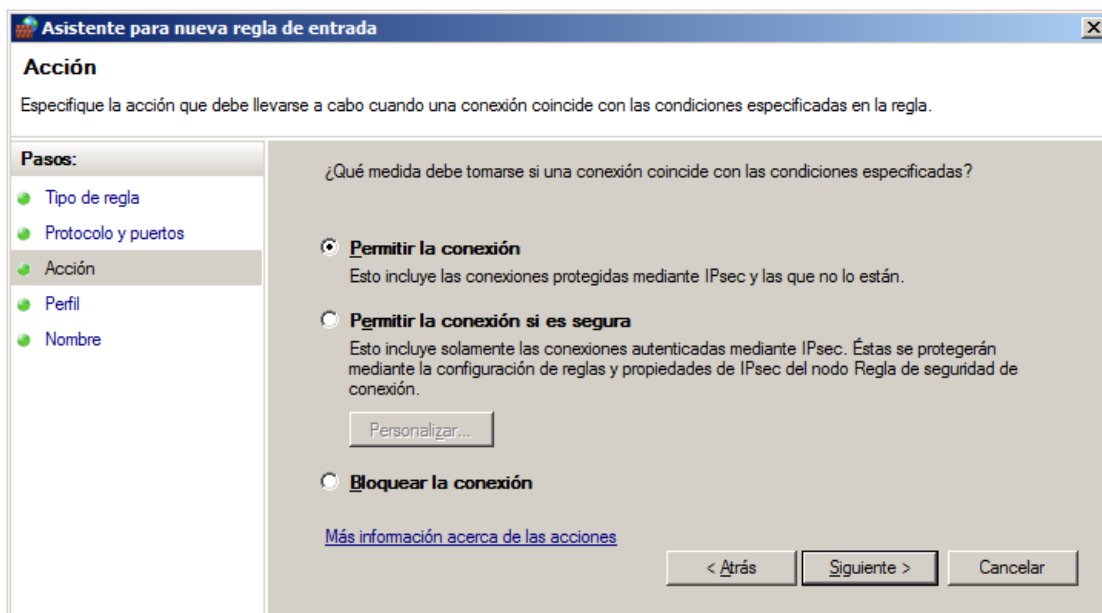 Asistente para nueva regla de entrada
Acción
Especifique la acción que debe llevarse a cabo cuando una conexión coincide con las condiciones especificadas en la regla.
Pasos:
Tipo de regla
Protocolo y puertos
Acción
Perfil
Nombre
¿Qué medida debe tomarse si una conexión coincide con las condiciones especificadas?
Permitir la conexión
Esto incluye las conexiones protegidas mediante IPsec y las que no lo están.
Permitir la conexión si es segura
Esto incluye solamente las conexiones autenticadas mediante IPsec. Éstas se protegerán
mediante la configuración de reglas y propiedades de IPsec del nodo Regla de seguridad de
conexión.
Personalizar...
Bloquear la conexión
Más información acerca de las acciones
< Atrás
Siguiente >
Cancelar